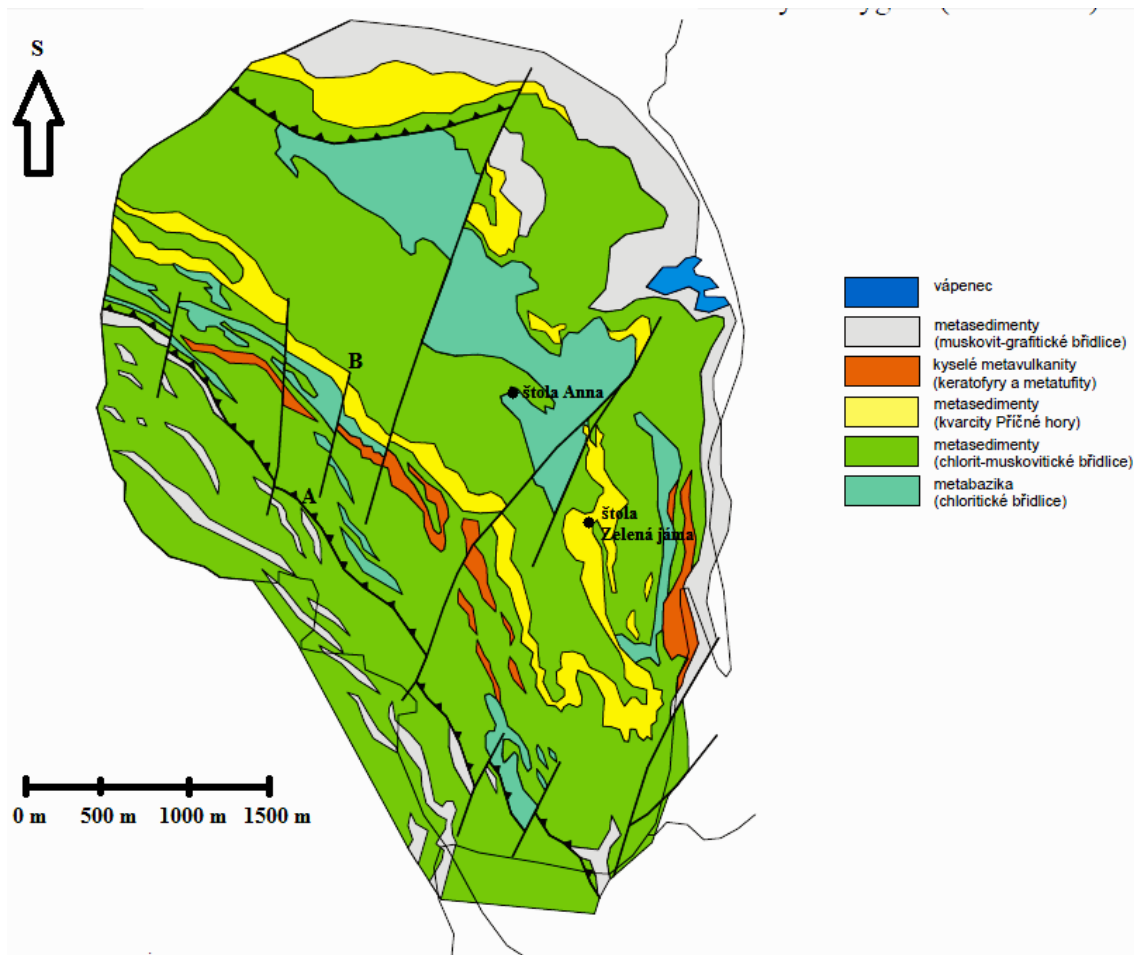 S
B
štola Anna
A
štola
Zelená jáma
0 m 500 m 1000 m 1500 m
vápenec
metasedimenty
(muskovit-grafitické břidlice)
kyselé metavulkanity
(keratofyry a metatufity)
metasedimenty
(kvarcity Příčné hory)
metasedimenty
(chlorit-muskovitické břidlice)
metabazika
(chloritické břidlice)